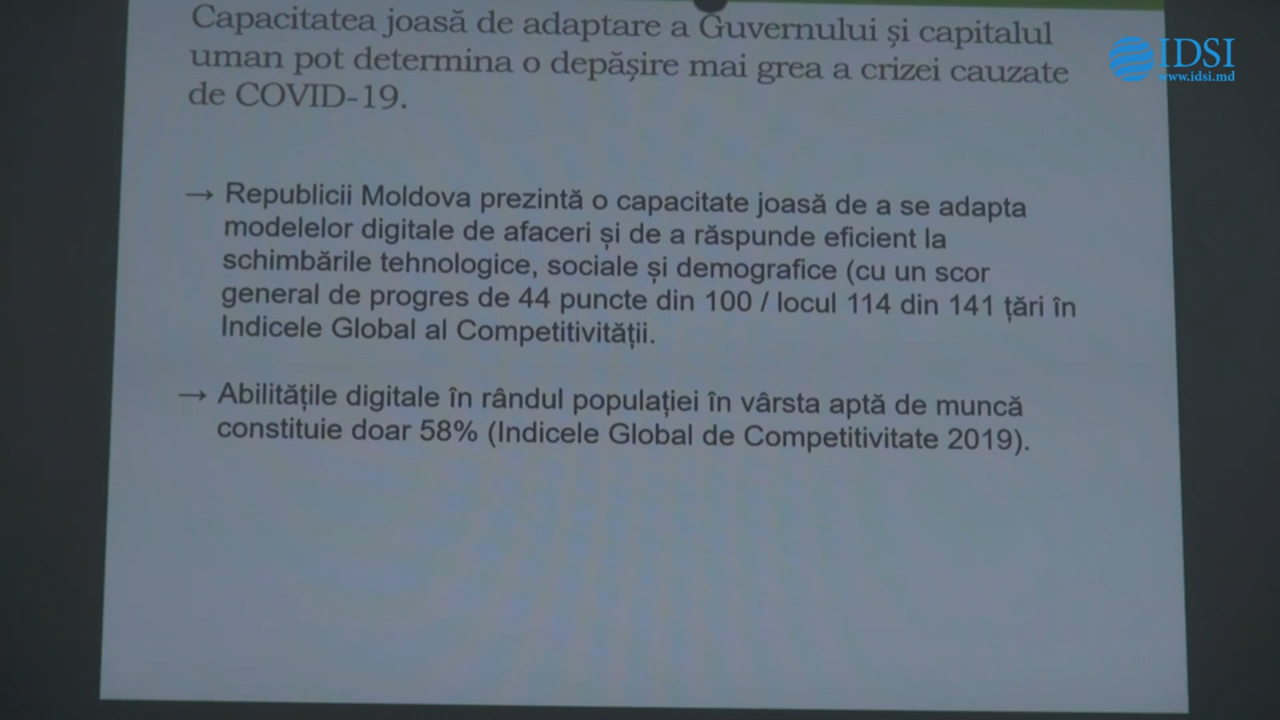 Capacitatea joasă de adaptare a Guvernului și capitalul
uman pot determina o depășire mai grea a crizei cauzate
de COVID-19.
IDSI
www.idsi.md
→ Republicii Moldova prezintă o capacitate joasă de a se adapta
modelelor digitale de afaceri și de a răspunde eficient la
schimbările tehnologice, sociale și demografice (cu un scor
general de progres de 44 puncte din 100 / locul 114 din 141 țări în
Indicele Global al Competitivității.
→ Abilitățile digitale în rândul populației în vârsta aptă de muncă
constituie doar 58% (Indicele Global de Competitivitate 2019).